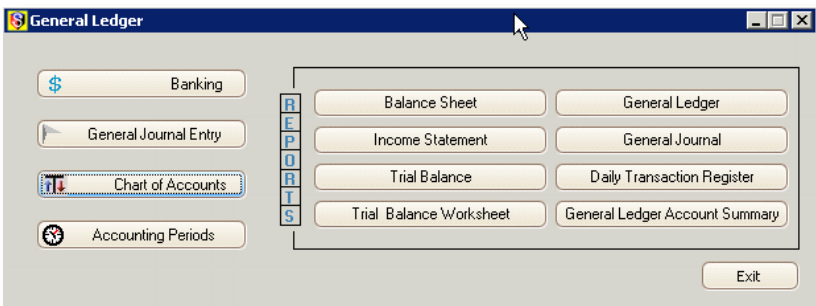 General Ledger
$ Banking
General Journal Entry
Chart of Accounts
Accounting Periods
REPORTS
Balance Sheet
General Ledger
Income Statement
General Journal
Trial Balance
Daily Transaction Register
Trial Balance Worksheet
General Ledger Account Summary
Exit